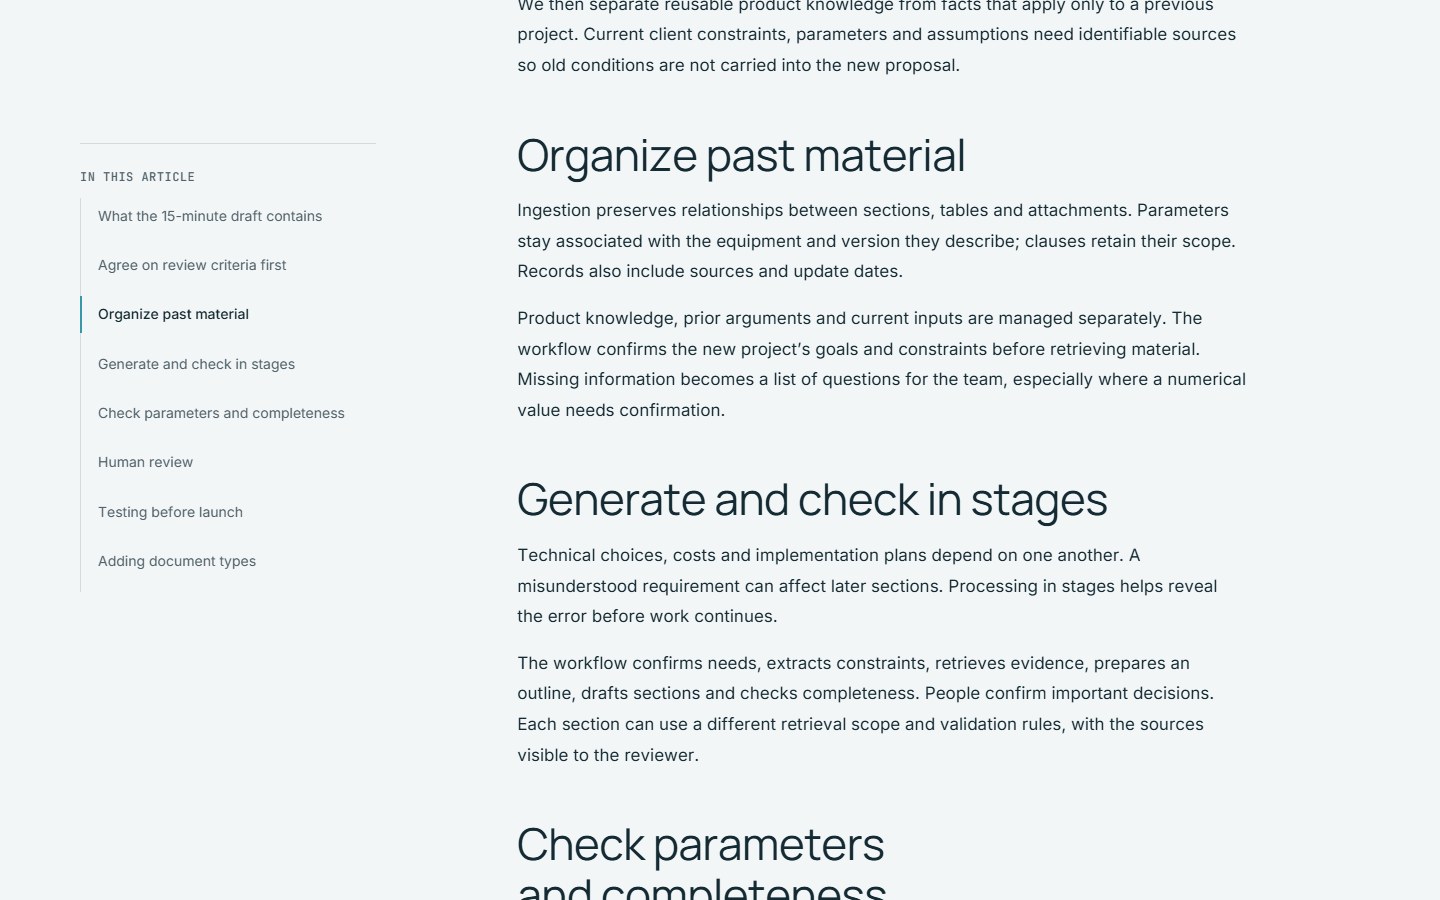 We then separate reusable product knowledge from facts that apply only to a previous
project. Current client constraints, parameters and assumptions need identifiable sources
so old conditions are not carried into the new proposal.
IN THIS ARTICLE
What the 15-minute draft contains
Agree on review criteria first
Organize past material
Generate and check in stages
Check parameters and completeness
Human review
Testing before launch
Adding document types
Organize past material
Ingestion preserves relationships between sections, tables and attachments. Parameters
stay associated with the equipment and version they describe; clauses retain their scope.
Records also include sources and update dates.
Product knowledge, prior arguments and current inputs are managed separately. The
workflow confirms the new project's goals and constraints before retrieving material.
Missing information becomes a list of questions for the team, especially where a numerical
value needs confirmation.
Generate and check in stages
Technical choices, costs and implementation plans depend on one another. A
misunderstood requirement can affect later sections. Processing in stages helps reveal
the error before work continues.
The workflow confirms needs, extracts constraints, retrieves evidence, prepares an
outline, drafts sections and checks completeness. People confirm important decisions.
Each section can use a different retrieval scope and validation rules, with the sources
visible to the reviewer.
Check parameters
and completeness